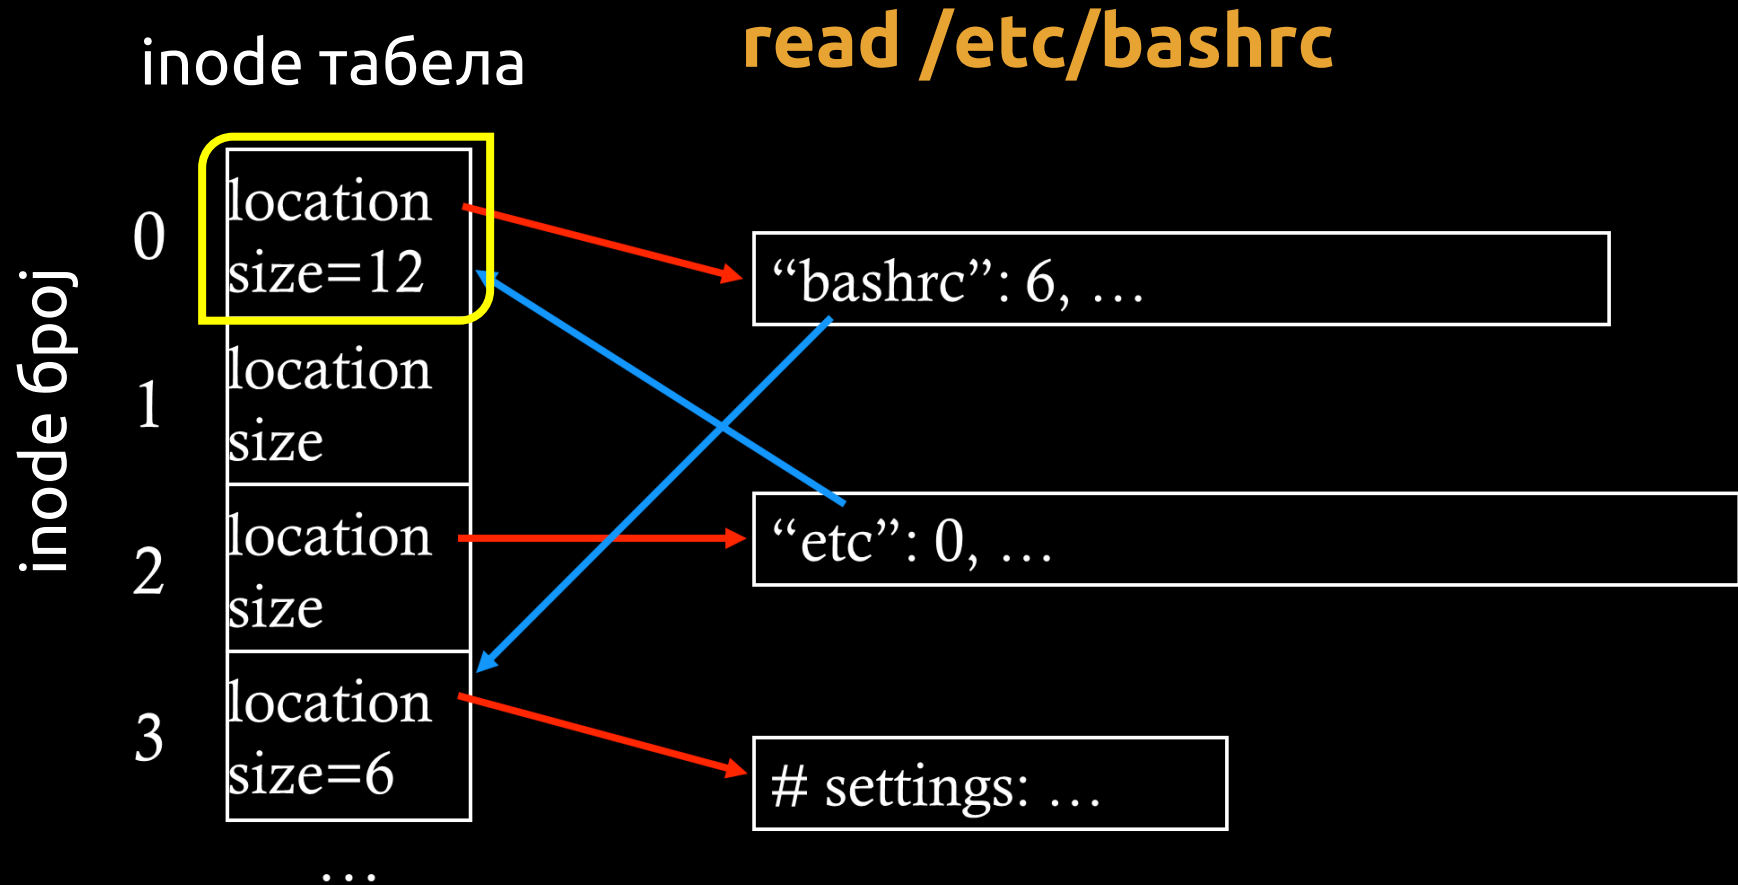 inode табела
read /etc/bashrc
inode број
0
location
size=12
1
location
size
2
location
size
3
location
size=6
…
“bashrc”: 6, …
“etc”: 0, …
# settings: …